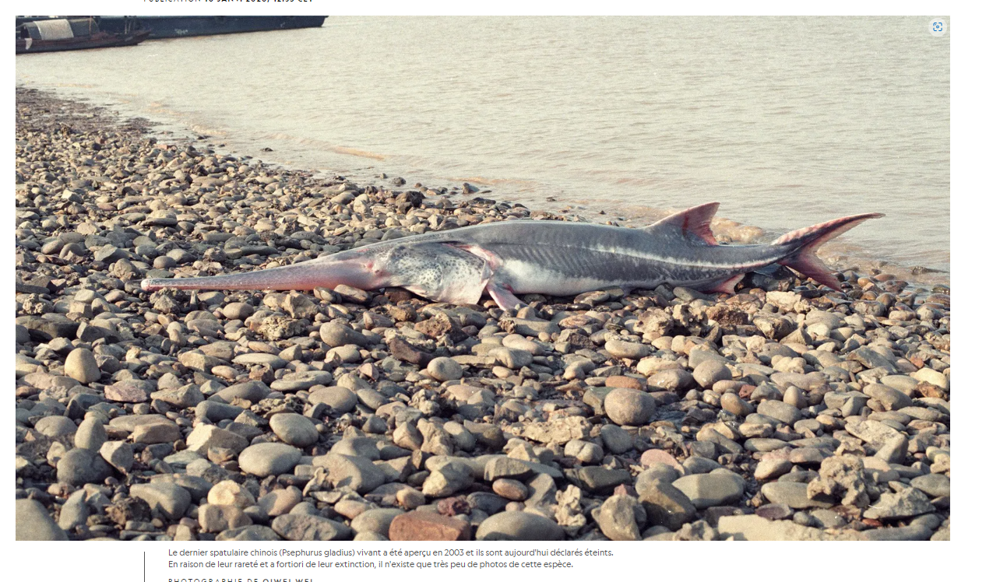 Le dernier spatulaire chinois (Psephurus gladius) vivant a été aperçu en 2003 et ils sont aujourd'hui déclarés éteints.
En raison de leur rareté et a fortiori de leur extinction, il n'existe que très peu de photos de cette espèce.
PHOTOGRAPHIE DE QIWEI WEI